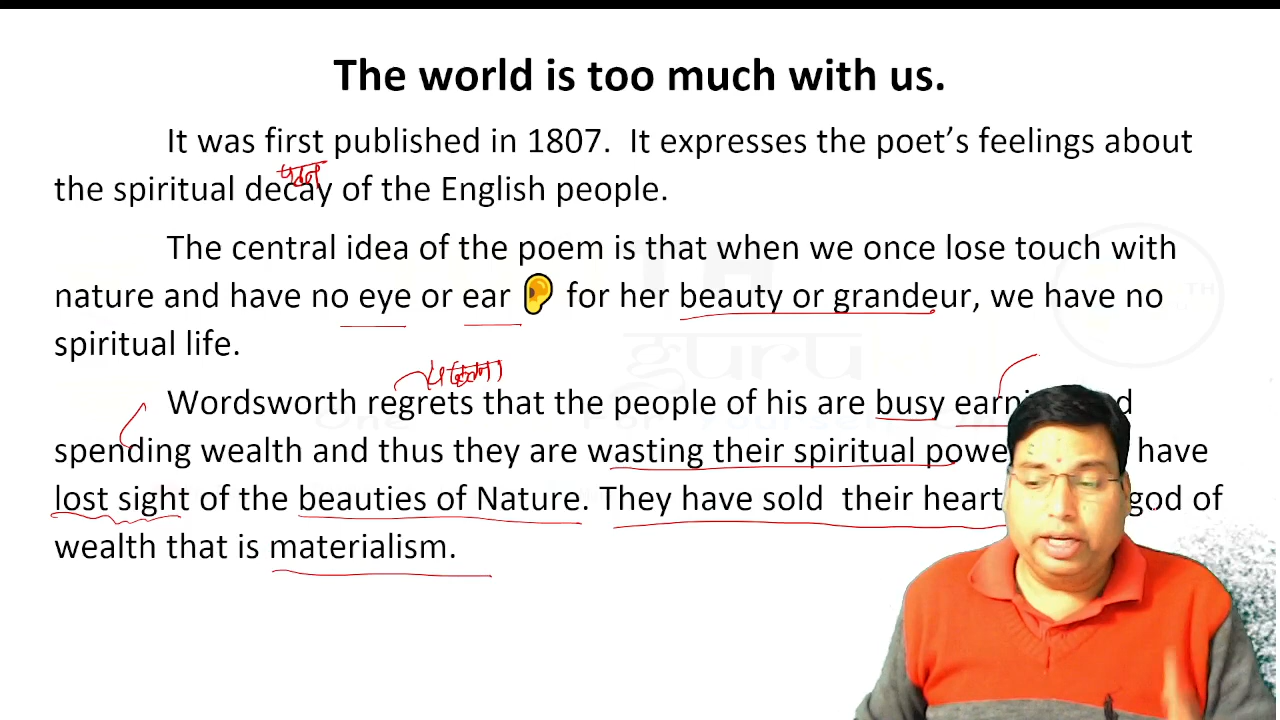 The world is too much with us.
It was first published in 1807. It expresses the poet’s feelings about
पतन
the spiritual decay of the English people.
The central idea of the poem is that when we once lose touch with
nature and have no eye or ear for her beauty or grandeur, we have no
spiritual life.
Wordsworth regrets that the people of his are busy
spending wealth and thus they are wasting their spiritual have
lost sight of the beauties of Nature. They have sold their god of
wealth that is materialism.
guru